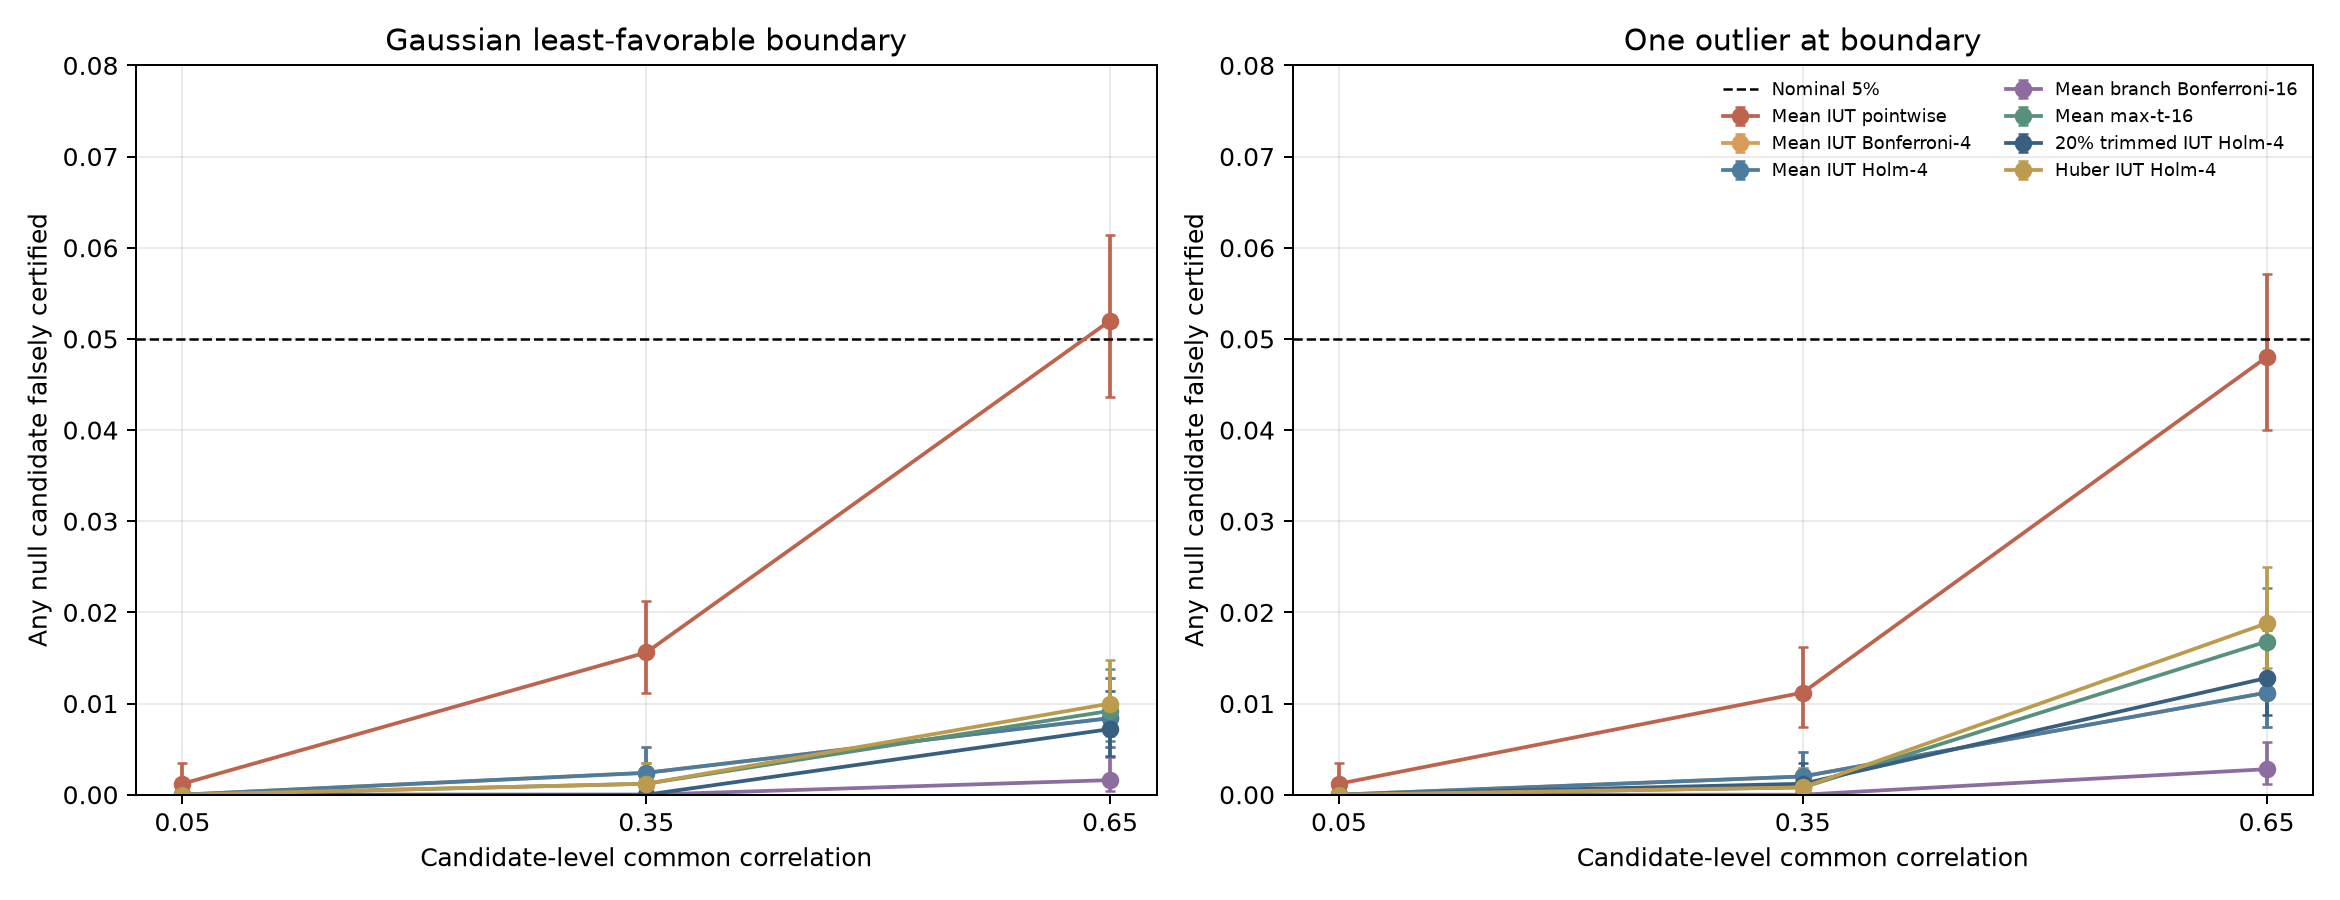 Gaussian least-favorable boundary
Any null candidate falsely certified
0.08
0.07
0.06
0.05
0.04
0.03
0.02
0.01
0.00
0.05
0.35
0.65
Candidate-level common correlation
One outlier at boundary
Any null candidate falsely certified
0.08
0.07
0.06
0.05
0.04
0.03
0.02
0.01
0.00
Nominal 5%
Mean IUT pointwise
Mean IUT Bonferroni-4
Mean IUT Holm-4
Mean branch Bonferroni-16
Mean max-t-16
20% trimmed IUT Holm-4
Huber IUT Holm-4
0.05
0.35
0.65
Candidate-level common correlation